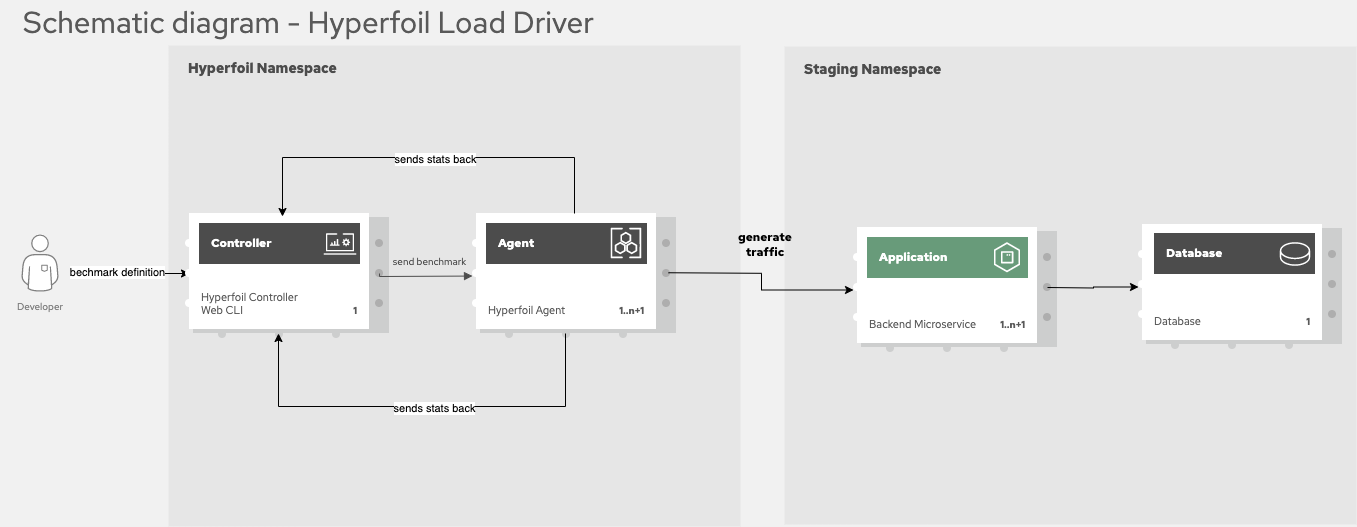 Schematic diagram - Hyperfoil Load Driver
Hyperfoil Namespace
Staging Namespace
sends stats back
Controller
Agent
generate
traffic
Application
Database
bechmark definition
send benchmark
Developer
Hyperfoil Controller
Web CLI
1
Hyperfoil Agent
1..n+1
Backend Microservice
1..n+1
Database
1
sends stats back